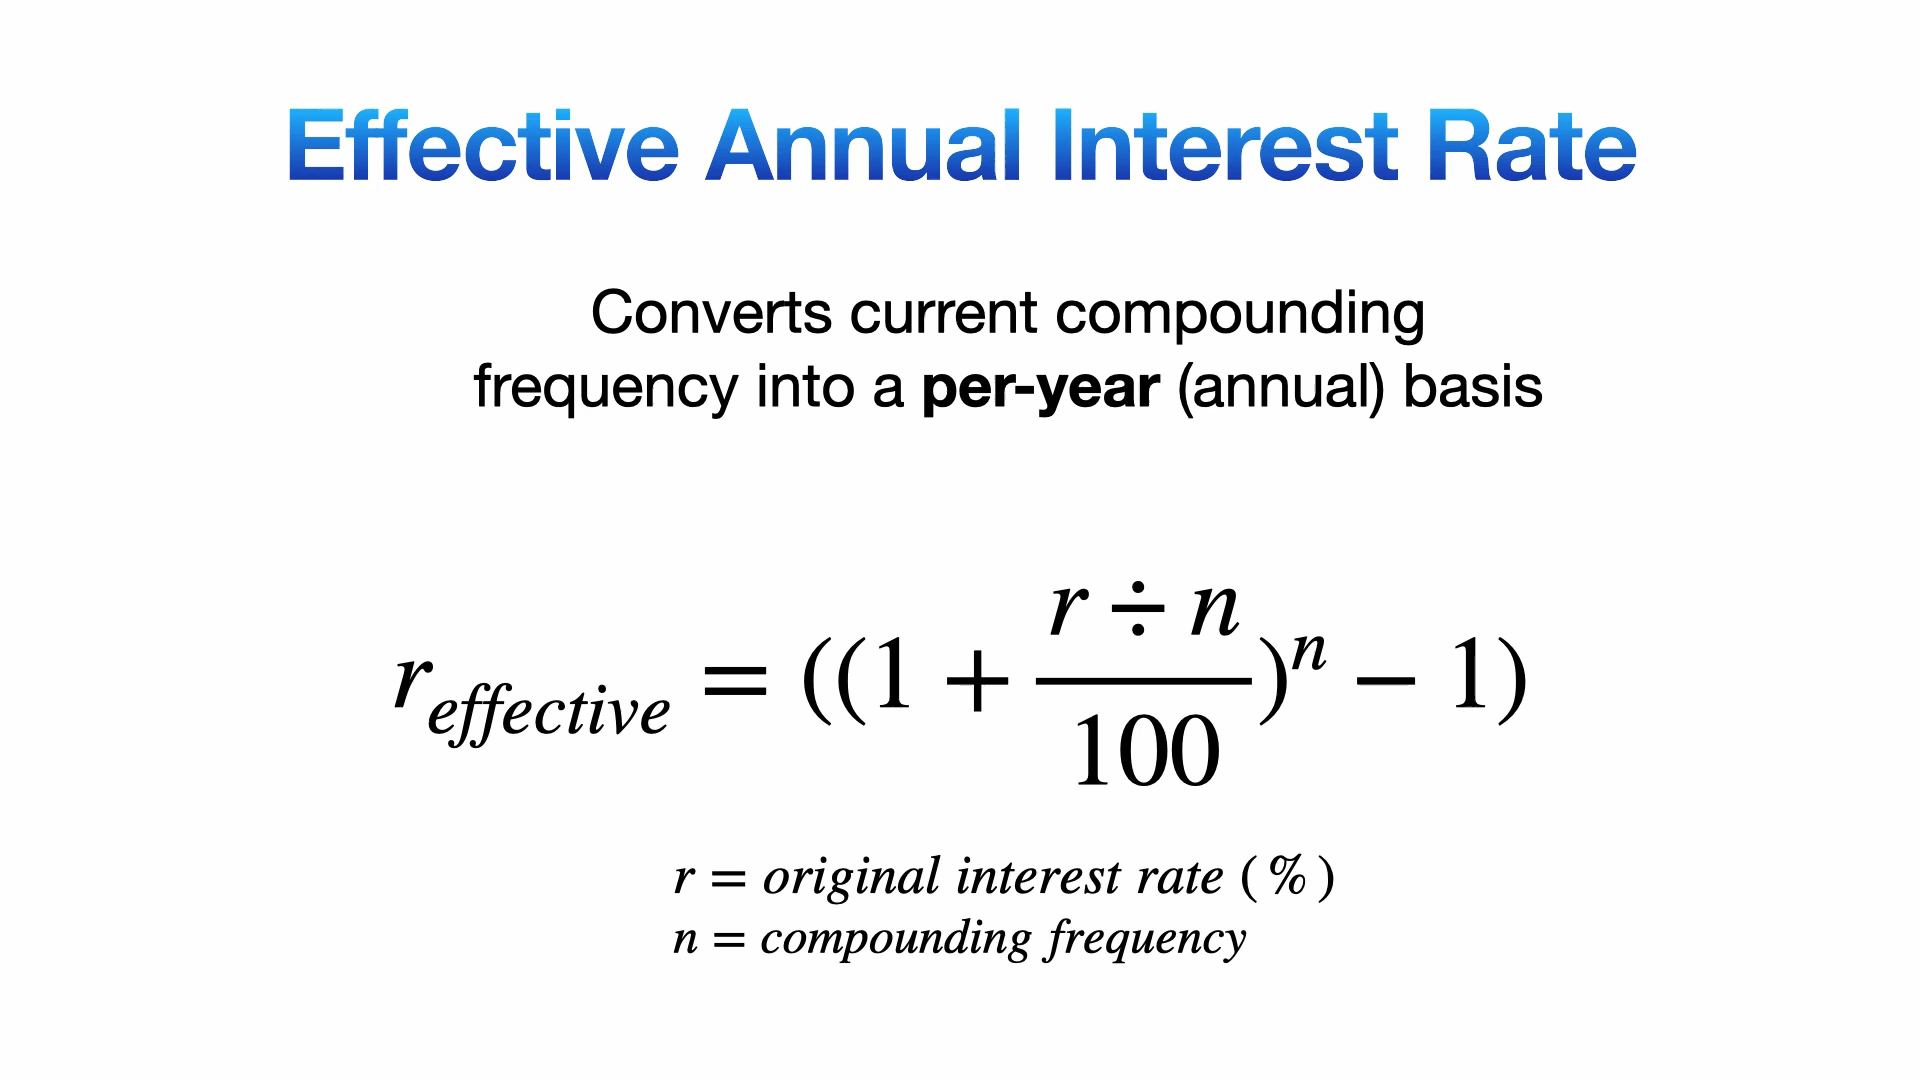 Effective Annual Interest Rate
Converts current compounding
frequency into a per-year (annual) basis
r_effective = ((1 + (r ÷ n)/100)^n − 1)
r = original interest rate (%)
n = compounding frequency